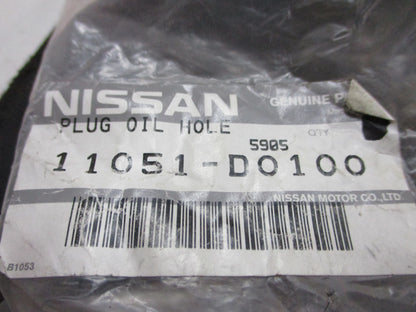 NISSAN GENUINE
PLUG OIL HOLE
5905 QTY
11051-D0100
NISSAN MOTOR CO.,LTD
B1053